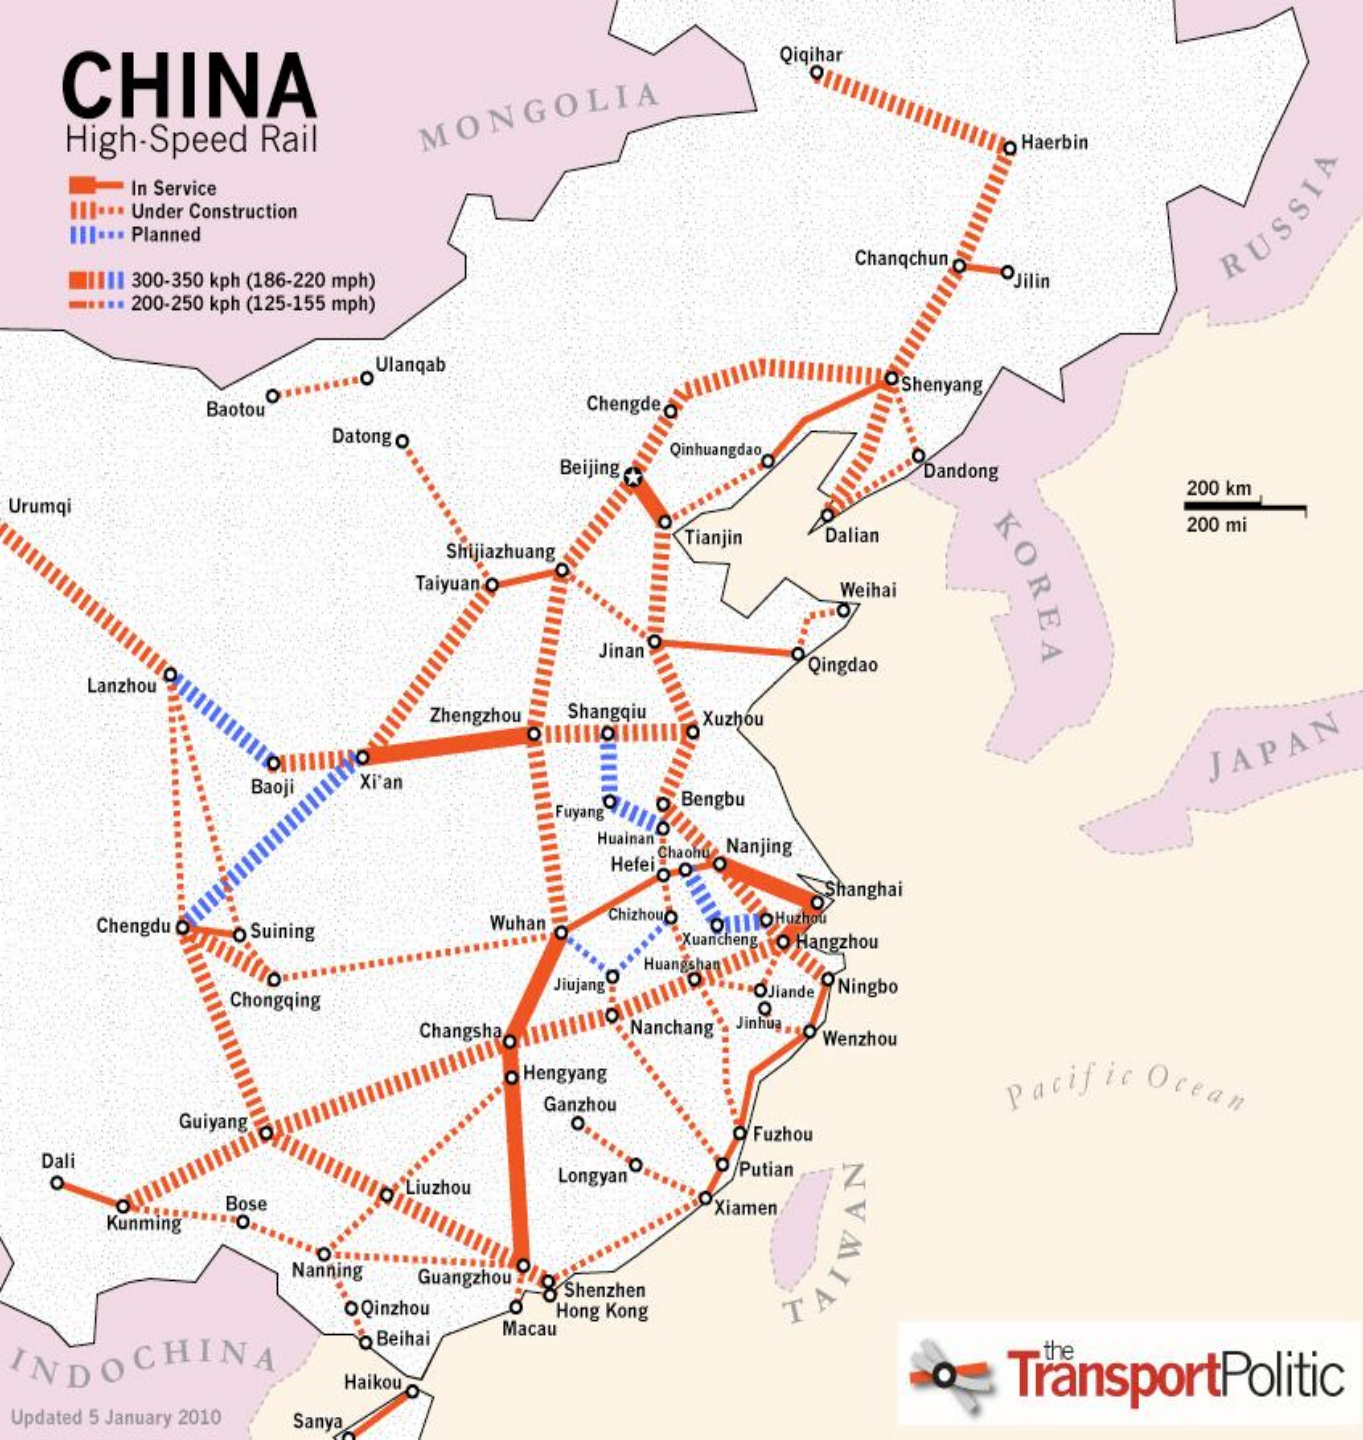 CHINA
High-Speed Rail
In Service
Under Construction
Planned
300-350 kph (186-220 mph)
200-250 kph (125-155 mph)
MONGOLIA
RUSSIA
KOREA
JAPAN
TAIWAN
INDOCHINA
Pacific Ocean
200 km
200 mi
Qiqihar
Haerbin
Chanqchun
Jilin
Ulanqab
Baotou
Shenyang
Chengde
Datong
Qinhuangdao
Beijing
Dandong
Urumqi
Tianjin
Dalian
Shijiazhuang
Taiyuan
Weihai
Jinan
Qingdao
Lanzhou
Zhengzhou
Shangqiu
Xuzhou
Baoji
Xi'an
Bengbu
Fuyang
Huainan
Chaohu
Nanjing
Hefei
Shanghai
Chengdu
Suining
Wuhan
Chizhou
Huzhou
Xuancheng
Hangzhou
Huangshan
Chongqing
Jiujang
Jiande
Ningbo
Changsha
Nanchang
Jinhua
Wenzhou
Hengyang
Ganzhou
Guiyang
Fuzhou
Dali
Longyan
Putian
Liuzhou
Bose
Kunming
Xiamen
Nanning
Guangzhou
Shenzhen
Hong Kong
Qinzhou
Macau
Beihai
Haikou
Sanya
Updated 5 January 2010
the
TransportPolitic